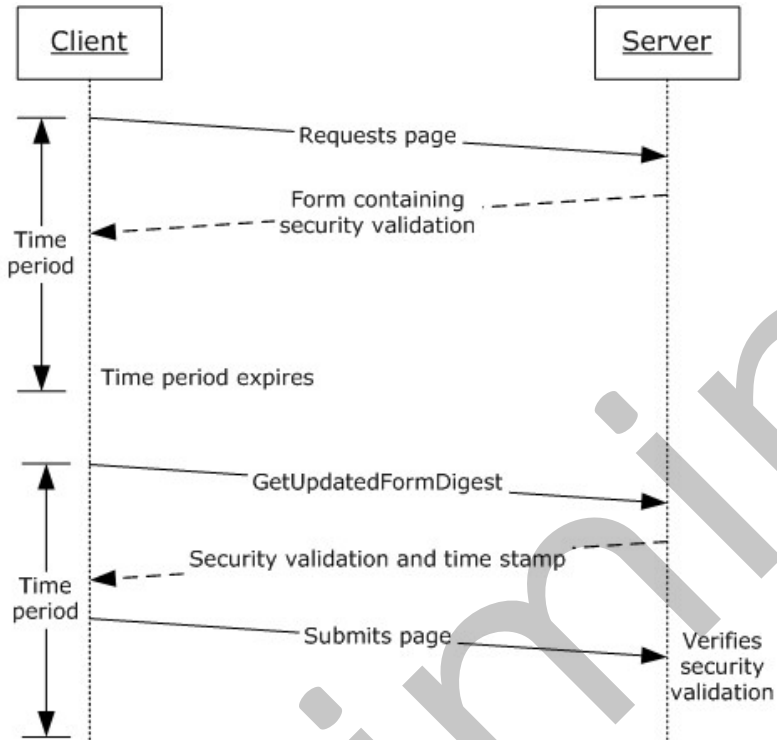 Client
Server
Requests page
Form containing
security validation
Time
period
Time period expires
GetUpdatedFormDigest
Security validation and time stamp
Time
period
Submits page
Verifies
security
validation